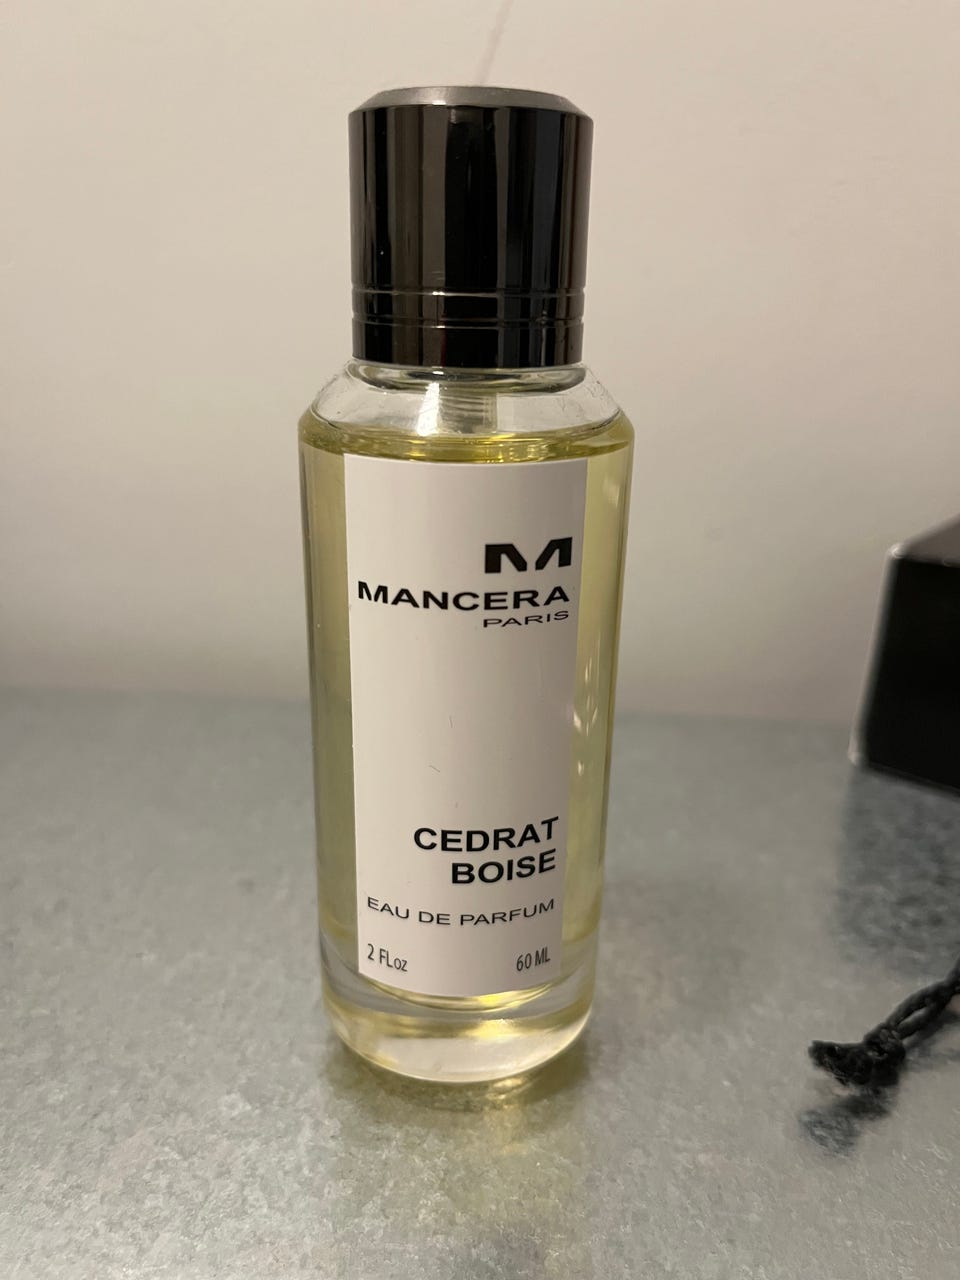 M
MANCERA
PARIS
CEDRAT
BOISE
EAU DE PARFUM
2 FLoz 60 ML